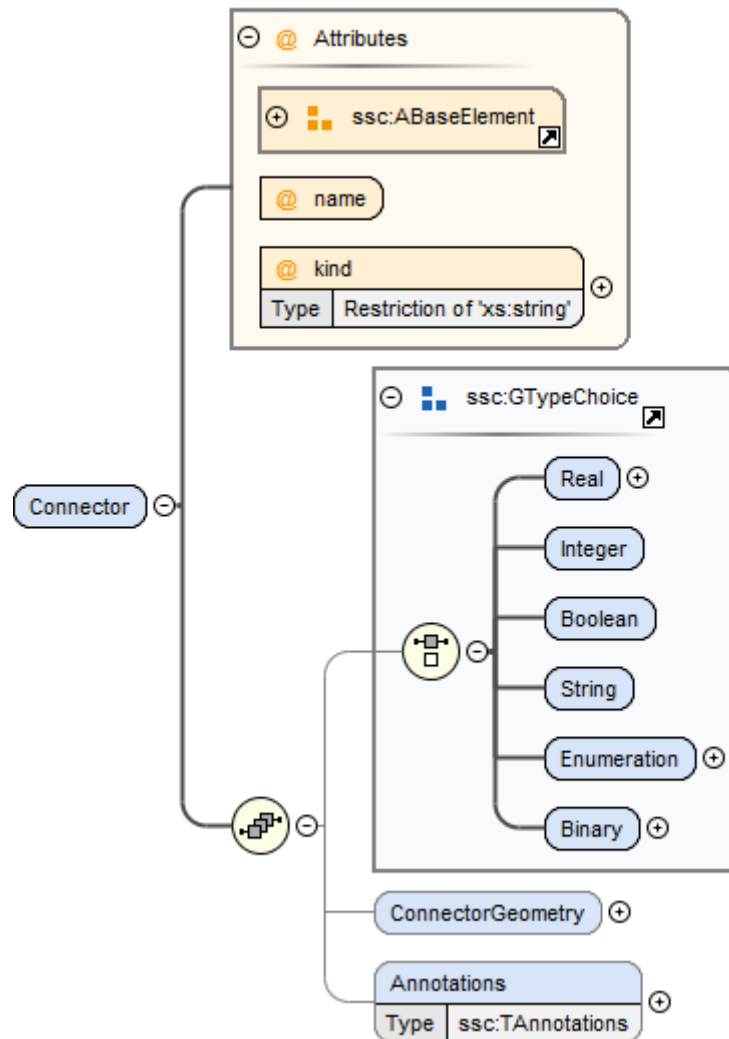 @ Attributes
ssc:ABaseElement
@ name
@ kind
Type Restriction of 'xs:string'
ssc:GTypeChoice
Real
Connector
Integer
Boolean
String
Enumeration
Binary
ConnectorGeometry
Annotations
Type ssc:TAnnotations